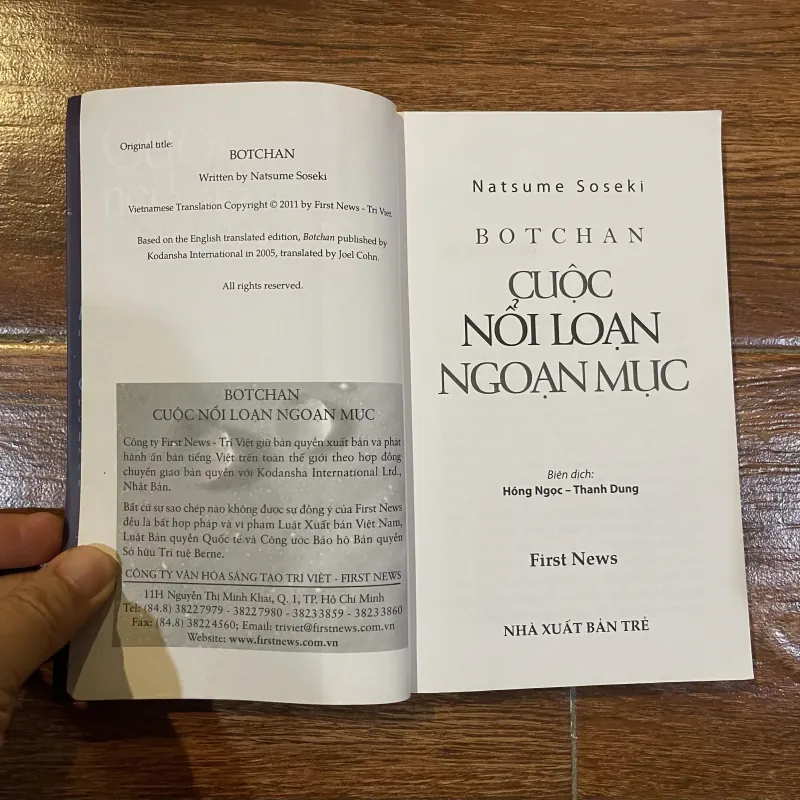 Original title:
BOTCHAN
Written by Natsume Soseki
Vietnamese Translation Copyright © 2011 by First News - Trí Việt
Based on the English translated edition, Botchan published by
Kodansha International in 2005, translated by Joel Cohn.
All rights reserved.
BOTCHAN
CUỘC NỔI LOẠN NGOẠN MỤC
Công ty First News - Trí Việt giữ bản quyền xuất bản và phát
hành ấn bản tiếng Việt trên toàn thế giới theo hợp đồng
chuyển giao bản quyền với Kodansha International Ltd.,
Nhật Bản.
Bất cứ sự sao chép nào không được sự đồng ý của First News
đều là bất hợp pháp và vi phạm Luật Xuất bản Việt Nam,
Luật Bản quyền Quốc tế và Công ước Bảo hộ Bản quyền
Sở hữu Trí tuệ Berne.
CÔNG TY VĂN HÓA SÁNG TẠO TRÍ VIỆT - FIRST NEWS
11H Nguyễn Thị Minh Khai, Q. 1, TP. Hồ Chí Minh
Tel: (84.8) 38227979 - 38227980 - 38233859 - 38233860
Fax: (84.8) 38224560; Email: triviet@firstnews.com.vn
Website: www.firstnews.com.vn
Natsume Soseki
BOTCHAN
CUỘC
NỔI LOẠN
NGOẠN MỤC
Biên dịch:
Hồng Ngọc – Thanh Dung
First News
NHÀ XUẤT BẢN TRẺ